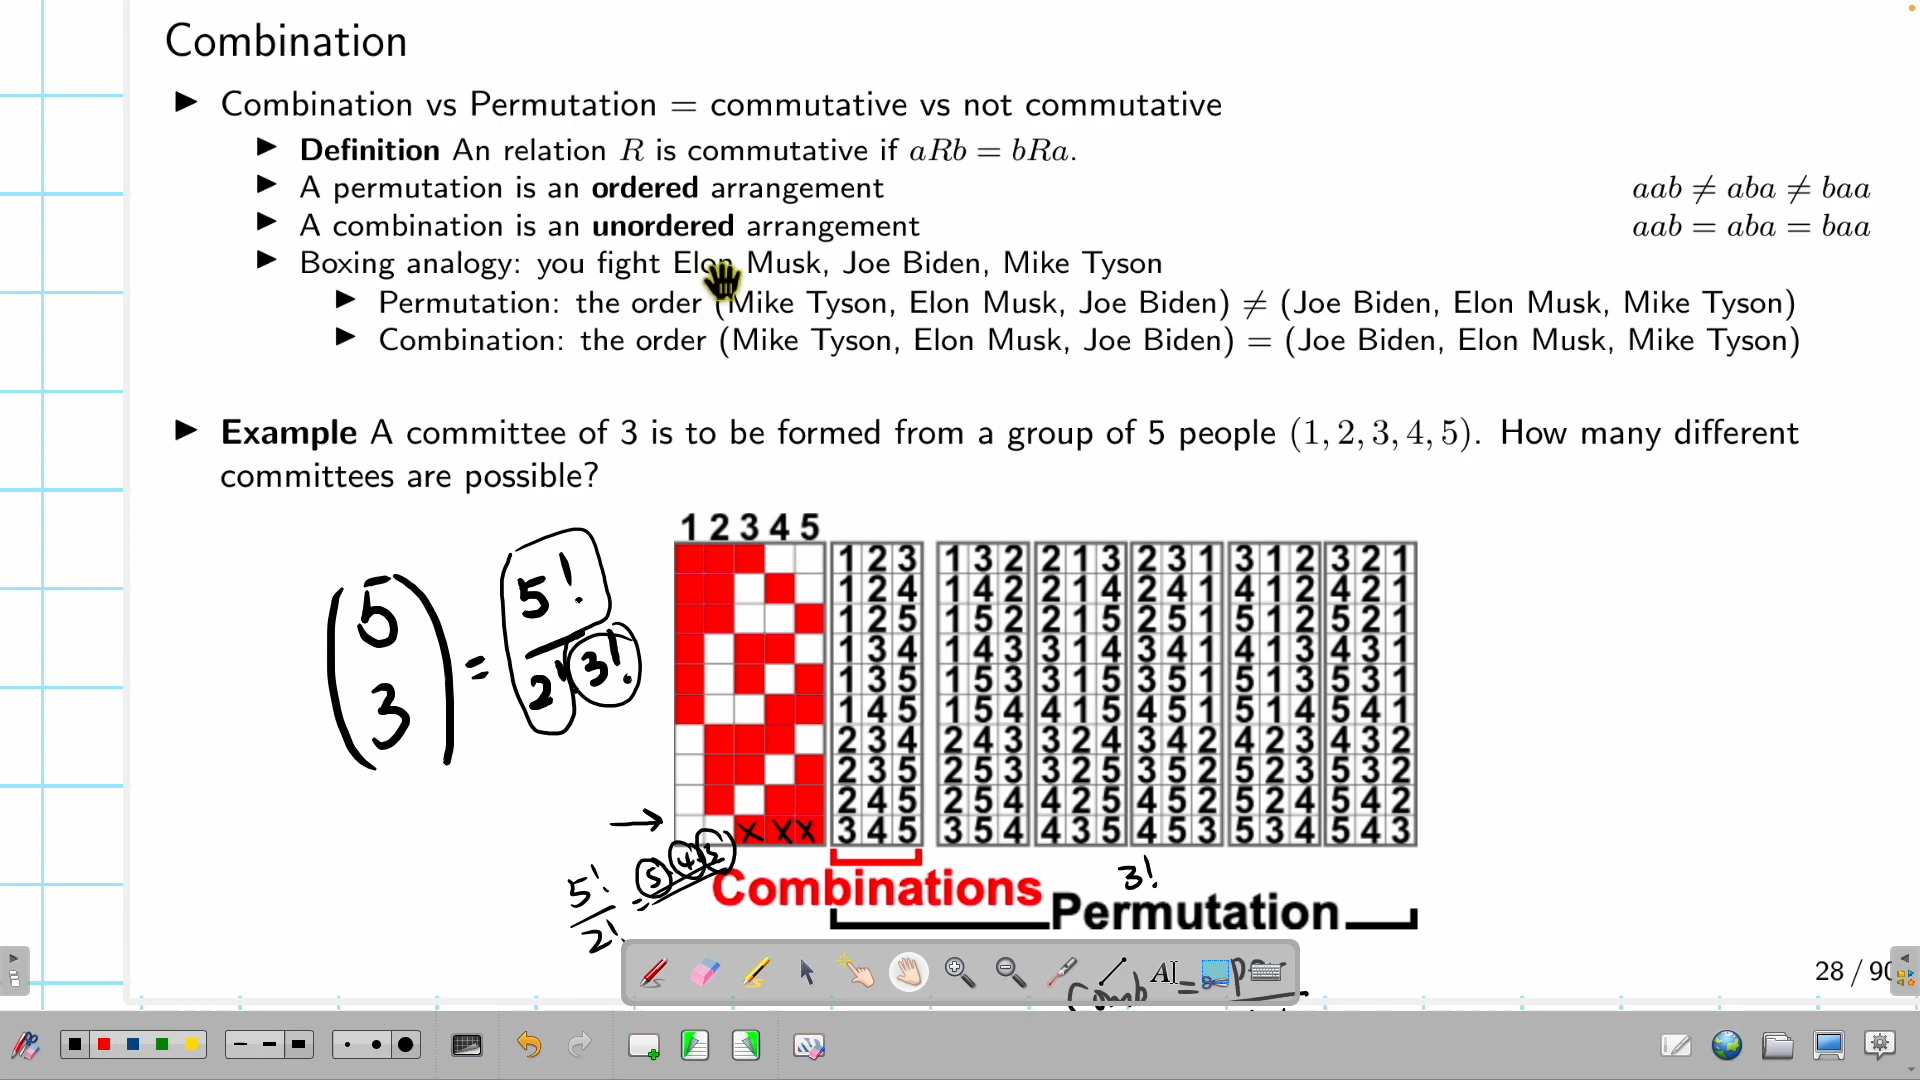 Combination
▶ Combination vs Permutation = commutative vs not commutative
▶ Definition An relation R is commutative if aRb = bRa.
▶ A permutation is an ordered arrangement aab ≠ aba ≠ baa
▶ A combination is an unordered arrangement aab = aba = baa
▶ Boxing analogy: you fight Elon Musk, Joe Biden, Mike Tyson
▶ Permutation: the order (Mike Tyson, Elon Musk, Joe Biden) ≠ (Joe Biden, Elon Musk, Mike Tyson)
▶ Combination: the order (Mike Tyson, Elon Musk, Joe Biden) = (Joe Biden, Elon Musk, Mike Tyson)
▶ Example A committee of 3 is to be formed from a group of 5 people (1, 2, 3, 4, 5). How many different
committees are possible?
(5 3) = 5! / 2! 3!
1 2 3 4 5
1 2 3 1 3 2 2 1 3 2 3 1 3 1 2 3 2 1
1 2 4 1 4 2 2 1 4 2 4 1 4 1 2 4 2 1
1 2 5 1 5 2 2 1 5 2 5 1 5 1 2 5 2 1
1 3 4 1 4 3 3 1 4 3 4 1 4 1 3 4 3 1
1 3 5 1 5 3 3 1 5 3 5 1 5 1 3 5 3 1
1 4 5 1 5 4 4 1 5 4 5 1 5 1 4 5 4 1
2 3 4 2 4 3 3 2 4 3 4 2 4 2 3 4 3 2
2 3 5 2 5 3 3 2 5 3 5 2 5 2 3 5 3 2
2 4 5 2 5 4 4 2 5 4 5 2 5 2 4 5 4 2
→ x x x 3 4 5 3 5 4 4 3 5 4 5 3 5 3 4 5 4 3
5! / 2! = 5 4 3
Combinations
3!
Permutation
Comb =
28 / 90